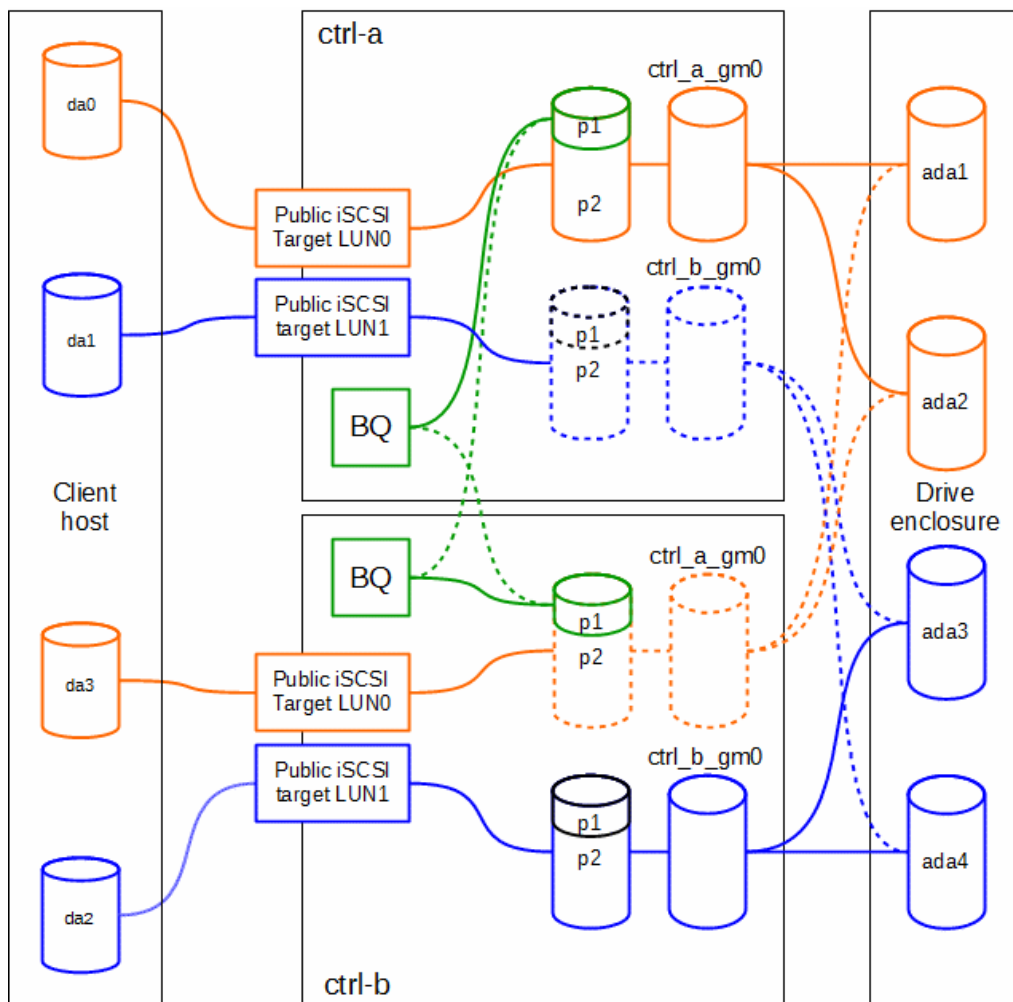 ctrl-a
ctrl_a_gm0
da0
p1
ada1
p2
Public iSCSI
Target LUN0
ctrl_b_gm0
Public iSCSI
target LUN1
da1
p1
p2
ada2
BQ
Client
host
Drive
enclosure
ctrl_a_gm0
BQ
p1
ada3
p2
da3
Public iSCSI
Target LUN0
ctrl_b_gm0
Public iSCSI
target LUN1
p1
p2
ada4
da2
ctrl-b